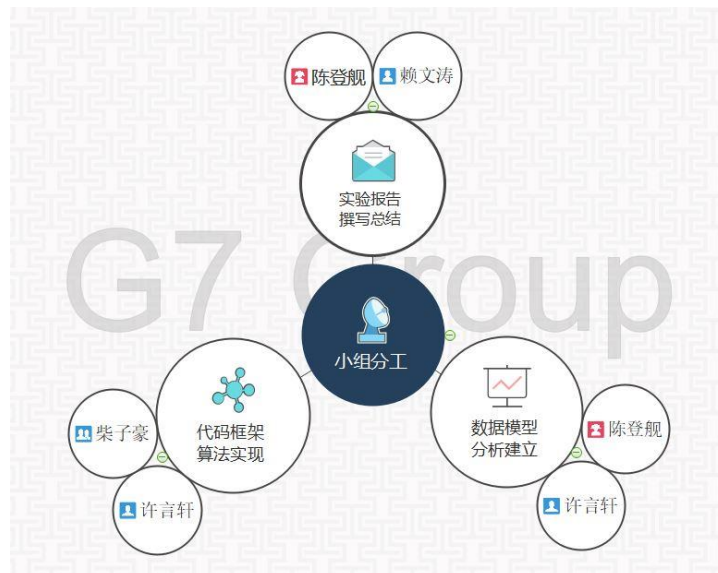 陈登舰
赖文涛
实验报告
撰写总结
G7 Group
小组分工
代码框架
算法实现
柴子豪
许言轩
数据模型
分析建立
陈登舰
许言轩